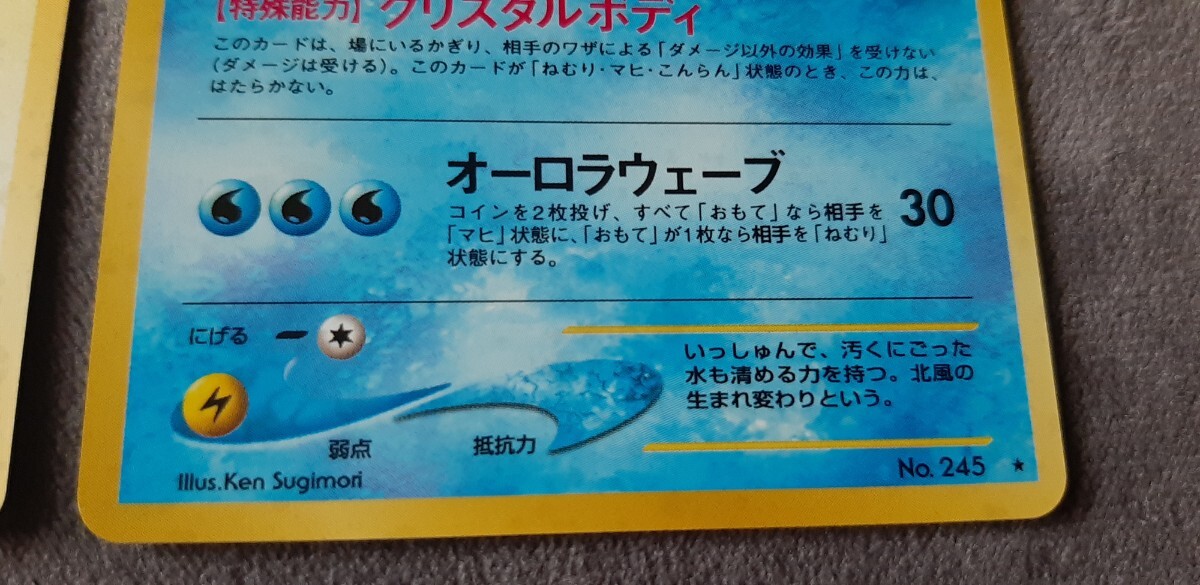 【特殊能力】クリスタルボディ
このカードは、場にいるかぎり、相手のワザによる「ダメージ以外の効果」を受けない
(ダメージは受ける)。このカードが「ねむり・マヒ・こんらん」状態のとき、この力は、
はたらかない。
オーロラウェーブ
30
コインを2枚投げ、すべて「おもて」なら相手を
「マヒ」状態に、「おもて」が1枚なら相手を「ねむり」
状態にする。
にげる
いっしゅんで、汚くにごった
水も清める力を持つ。北風の
生まれ変わりという。
弱点
抵抗力
Illus.Ken Sugimori
No. 245 ★